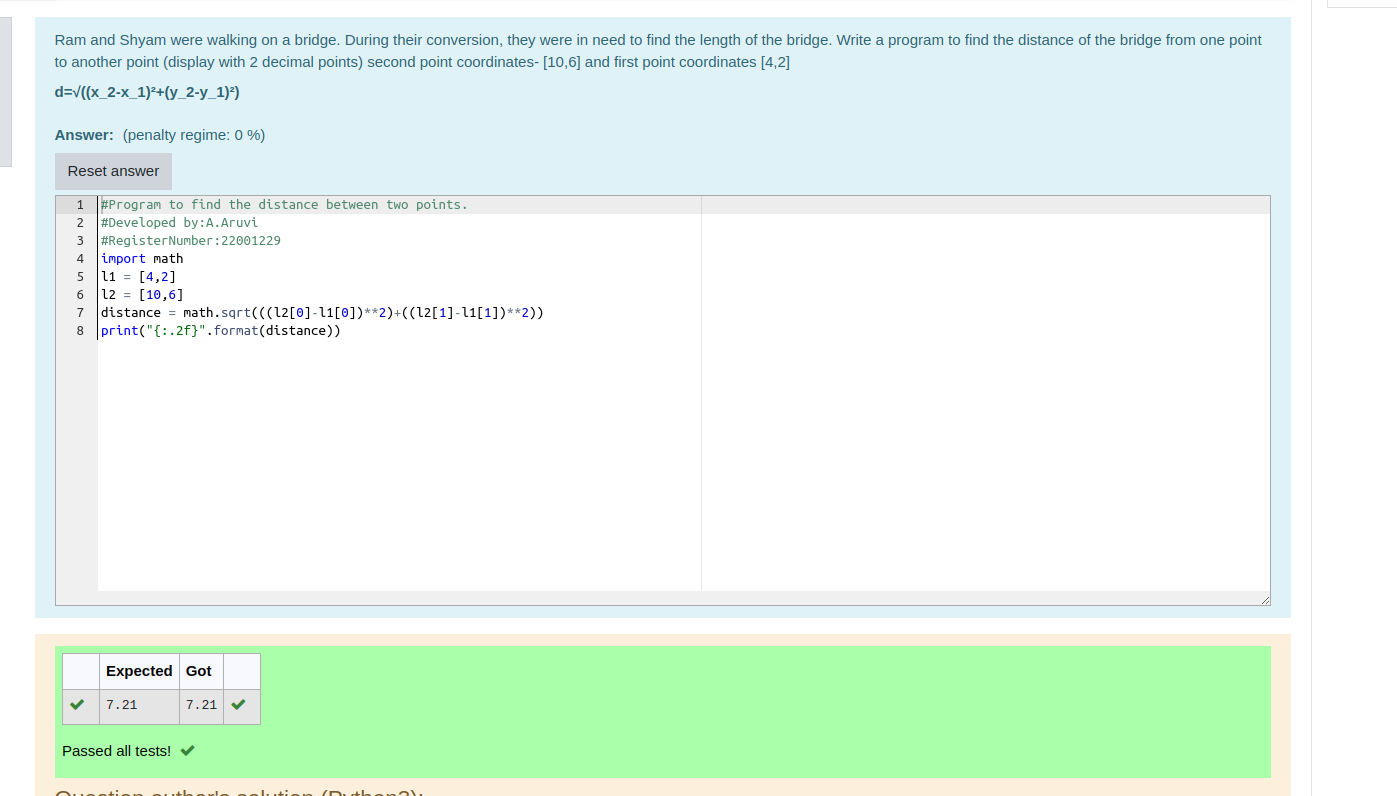 Ram and Shyam were walking on a bridge. During their conversion, they were in need to find the length of the bridge. Write a program to find the distance of the bridge from one point
to another point (display with 2 decimal points) second point coordinates- [10,6] and first point coordinates [4,2]
d=√((x_2-x_1)²+(y_2-y_1)²)
Answer: (penalty regime: 0 %)
Reset answer
1 #Program to find the distance between two points.
2 #Developed by:A.Aruvi
3 #RegisterNumber:22001229
4 import math
5 l1 = [4,2]
6 l2 = [10,6]
7 distance = math.sqrt(((l2[0]-l1[0])**2)+((l2[1]-l1[1])**2))
8 print("{:.2f}".format(distance))
Expected Got
7.21 7.21
Passed all tests!
Question author's solution (Python3):